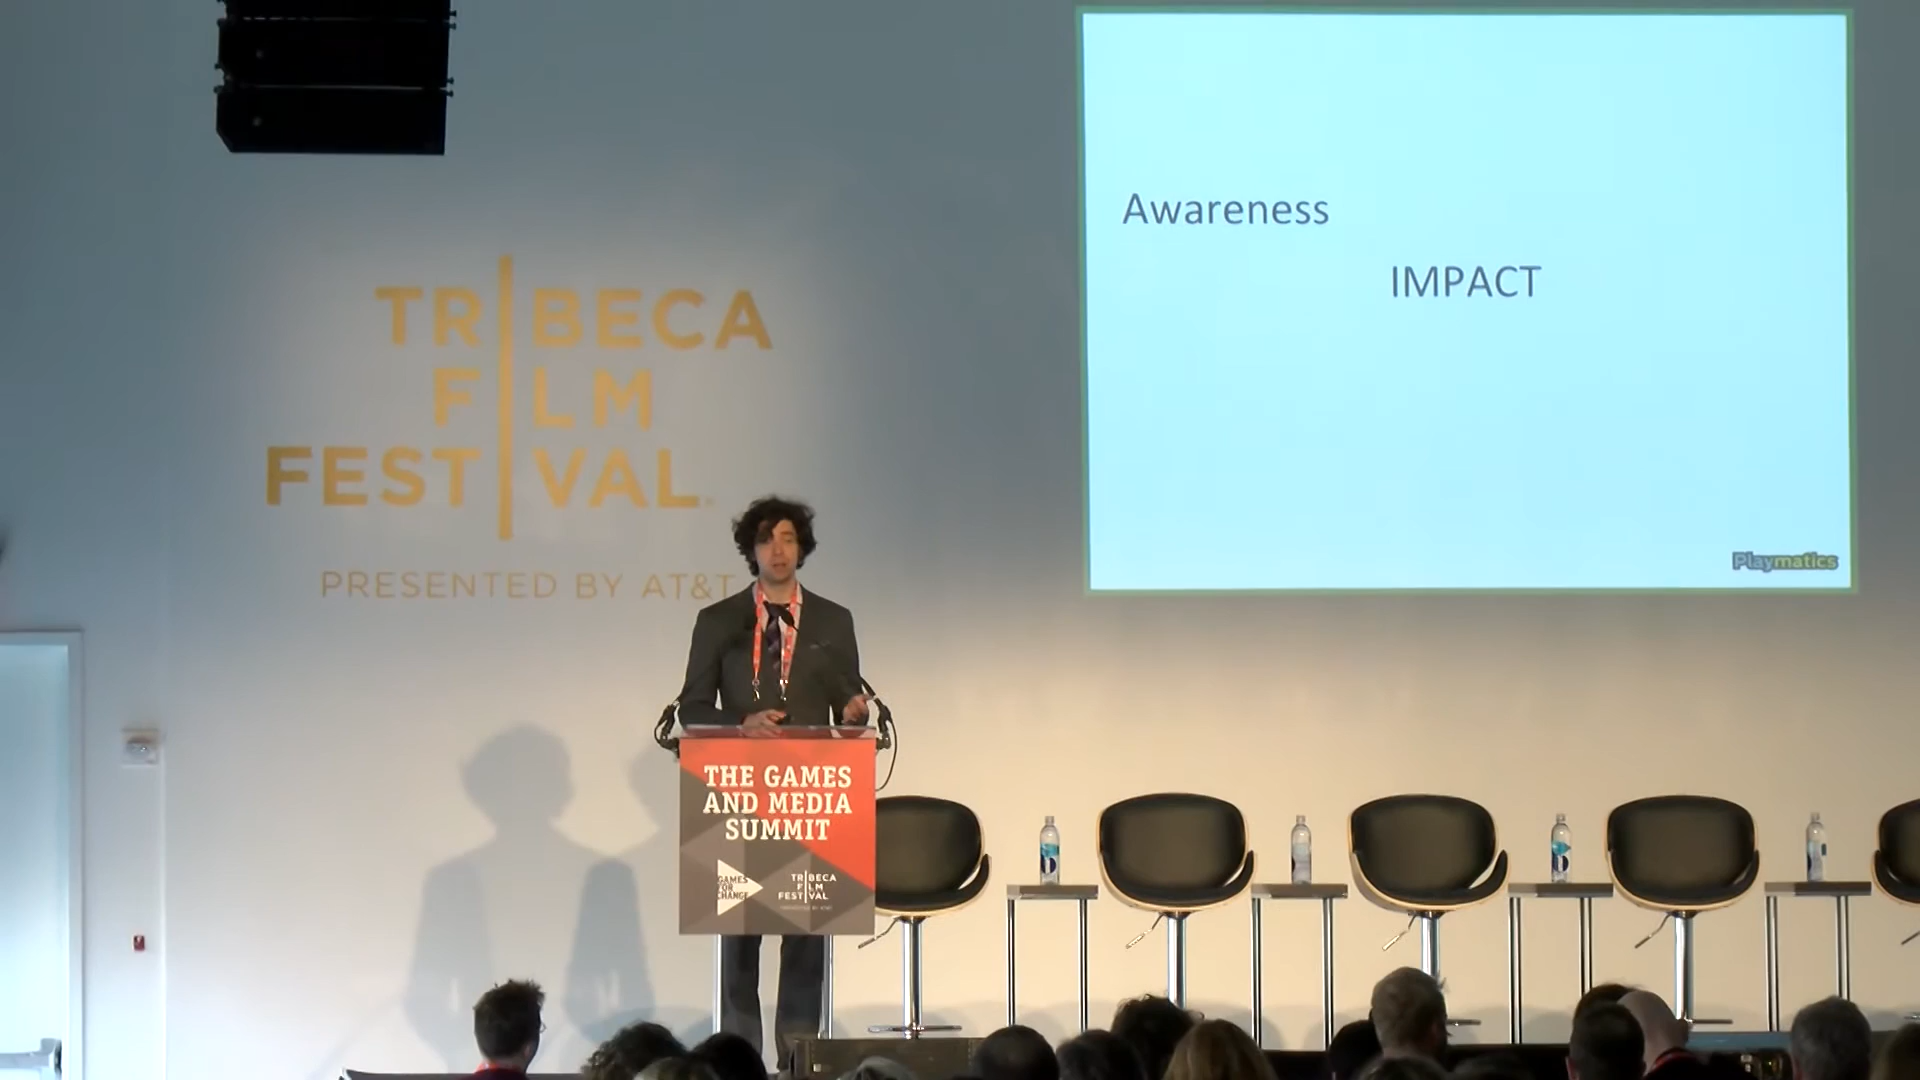 TRIBECA
FILM
FESTIVAL
PRESENTED BY AT&T
Awareness
IMPACT
Playmatics
THE GAMES
AND MEDIA
SUMMIT
GAMES
FOR
CHANGE
TRIBECA
FILM
FESTIVAL